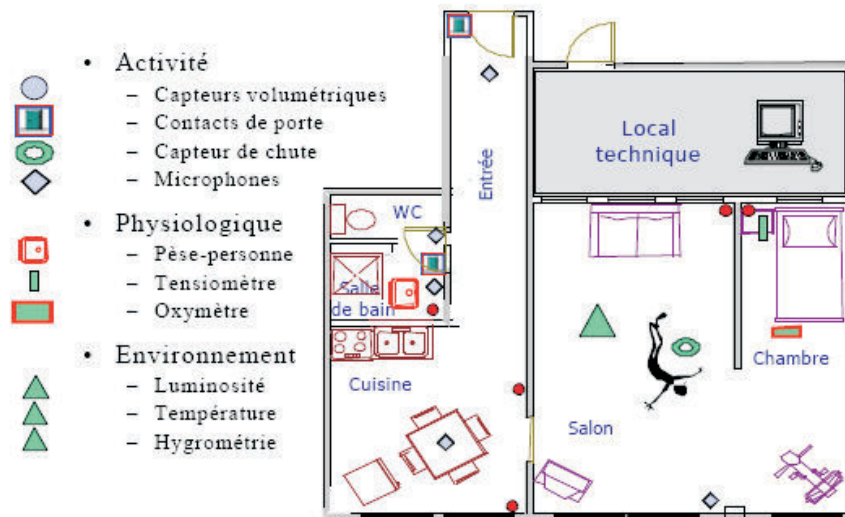 • Activité
– Capteurs volumétriques
– Contacts de porte
– Capteur de chute
– Microphones
• Physiologique
– Pèse-personne
– Tensiomètre
– Oxymètre
• Environnement
– Luminosité
– Température
– Hygrométrie
Entrée
Local
technique
WC
Salle
de bain
Cuisine
Salon
Chambre